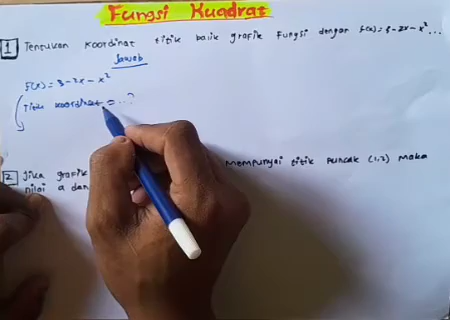 Fungsi Kuadrat
1 Tentukan koordinat titik balik grafik fungsi dengan f(x) = 3 - 2x - x² ...
Jawab
f(x) = 3 - 2x - x²
Titik koordinat = ...?
2 Jika grafik mempunyai titik puncak (1,2) maka
nilai a dan